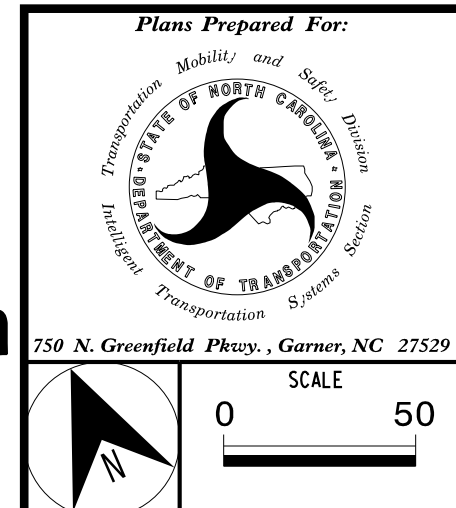 Plans Prepared For:
Transportation Mobility and Safety Division
STATE OF NORTH CAROLINA
DEPARTMENT OF TRANSPORTATION
Intelligent Transportation Systems Section
750 N. Greenfield Pkwy. , Garner, NC 27529
SCALE
0 50
N